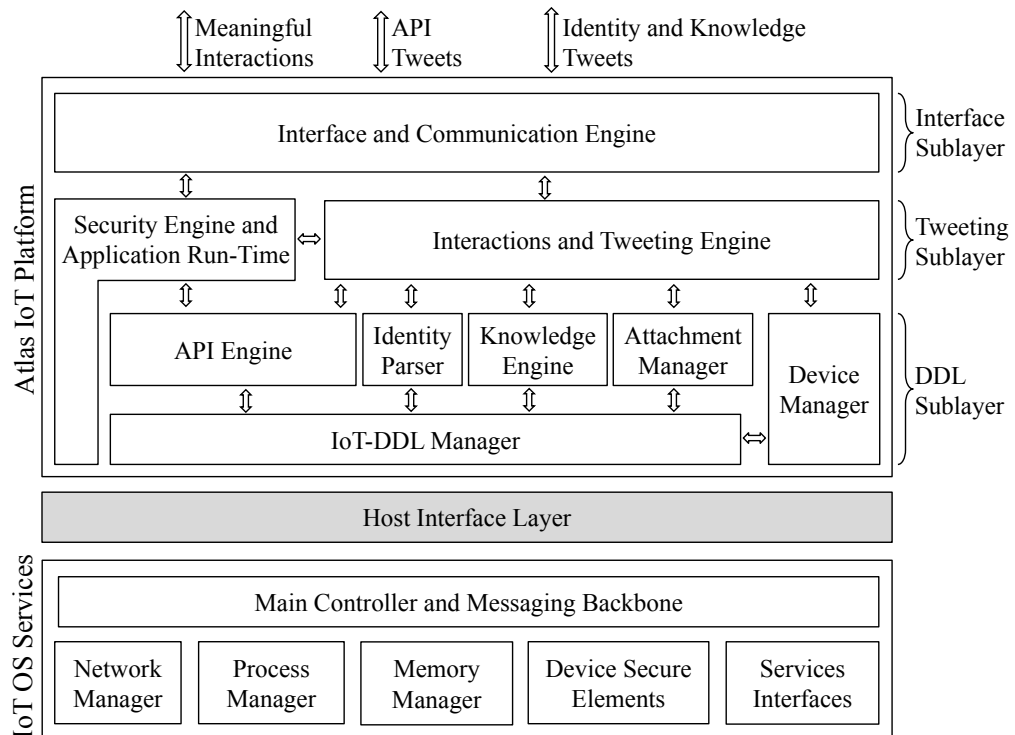 Meaningful
Interactions
API
Tweets
Identity and Knowledge
Tweets
Atlas IoT Platform
Interface and Communication Engine
Interface
Sublayer
Security Engine and
Application Run-Time
Interactions and Tweeting Engine
Tweeting
Sublayer
API Engine
Identity
Parser
Knowledge
Engine
Attachment
Manager
Device
Manager
DDL
Sublayer
IoT-DDL Manager
Host Interface Layer
IoT OS Services
Main Controller and Messaging Backbone
Network
Manager
Process
Manager
Memory
Manager
Device Secure
Elements
Services
Interfaces